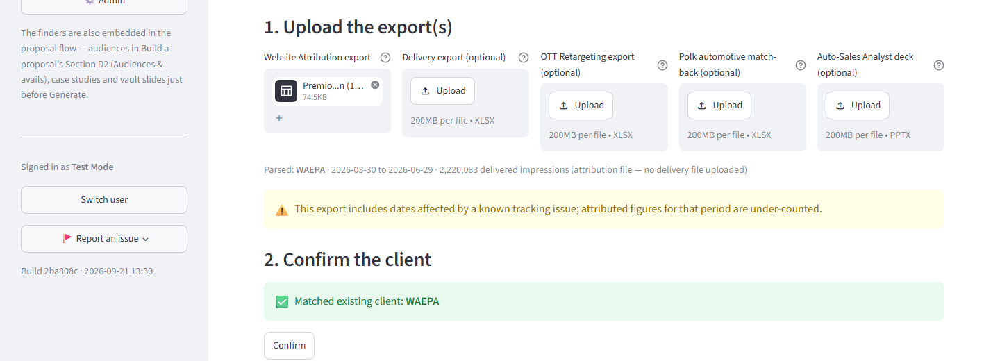 Admin
The finders are also embedded in the
proposal flow — audiences in Build a
proposal's Section D2 (Audiences &
avails), case studies and vault slides just
before Generate.
Signed in as Test Mode
Switch user
Report an issue
Build 2ba808c · 2026-09-21 13:30
1. Upload the export(s)
Website Attribution export
Premio...n (1...
74.5KB
Delivery export (optional)
Upload
200MB per file • XLSX
OTT Retargeting export
(optional)
Upload
200MB per file • XLSX
Polk automotive match-
back (optional)
Upload
200MB per file • XLSX
Auto-Sales Analyst deck
(optional)
Upload
200MB per file • PPTX
Parsed: WAEPA · 2026-03-30 to 2026-06-29 · 2,220,083 delivered impressions (attribution file — no delivery file uploaded)
This export includes dates affected by a known tracking issue; attributed figures for that period are under-counted.
2. Confirm the client
Matched existing client: WAEPA
Confirm